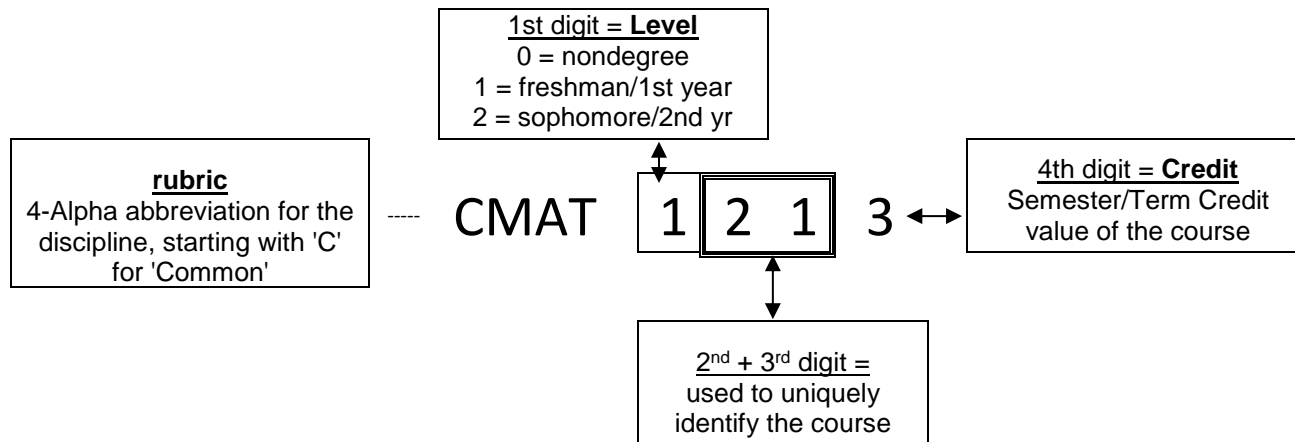 1st digit = Level
0 = nondegree
1 = freshman/1st year
2 = sophomore/2nd yr
rubric
4-Alpha abbreviation for the
discipline, starting with 'C'
for 'Common'
----- CMAT 1 2 1 3
4th digit = Credit
Semester/Term Credit
value of the course
2nd + 3rd digit =
used to uniquely
identify the course